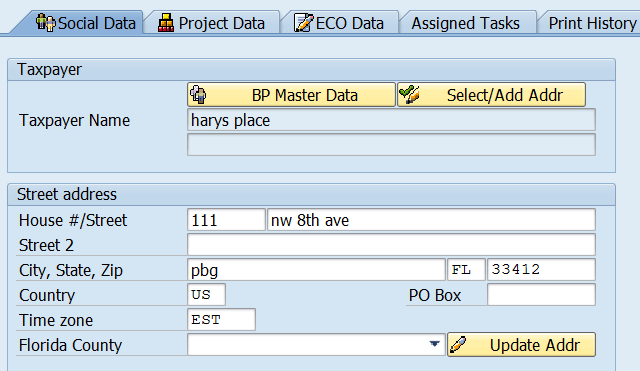 Social Data Project Data ECO Data Assigned Tasks Print History
Taxpayer
BP Master Data Select/Add Addr
Taxpayer Name harys place
Street address
House #/Street 111 nw 8th ave
Street 2
City, State, Zip pbg FL 33412
Country US PO Box
Time zone EST
Florida County Update Addr